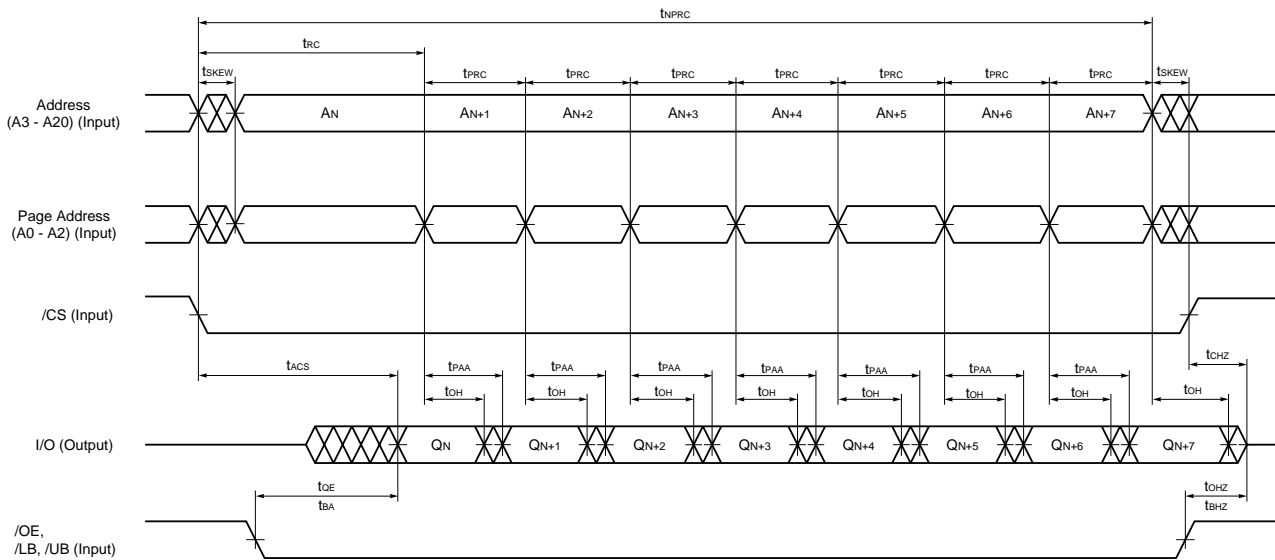 tNPRC
tRC
tSKEW tPRC tPRC tPRC tPRC tPRC tPRC tPRC tSKEW
Address
(A3 - A20) (Input)
AN AN+1 AN+2 AN+3 AN+4 AN+5 AN+6 AN+7
Page Address
(A0 - A2) (Input)
/CS (Input)
tCHZ
tACS tPAA tPAA tPAA tPAA tPAA tPAA tPAA
tOH tOH tOH tOH tOH tOH tOH tOH
I/O (Output)
QN QN+1 QN+2 QN+3 QN+4 QN+5 QN+6 QN+7
tOE tOHZ
tBA tBHZ
/OE,
/LB, /UB (Input)